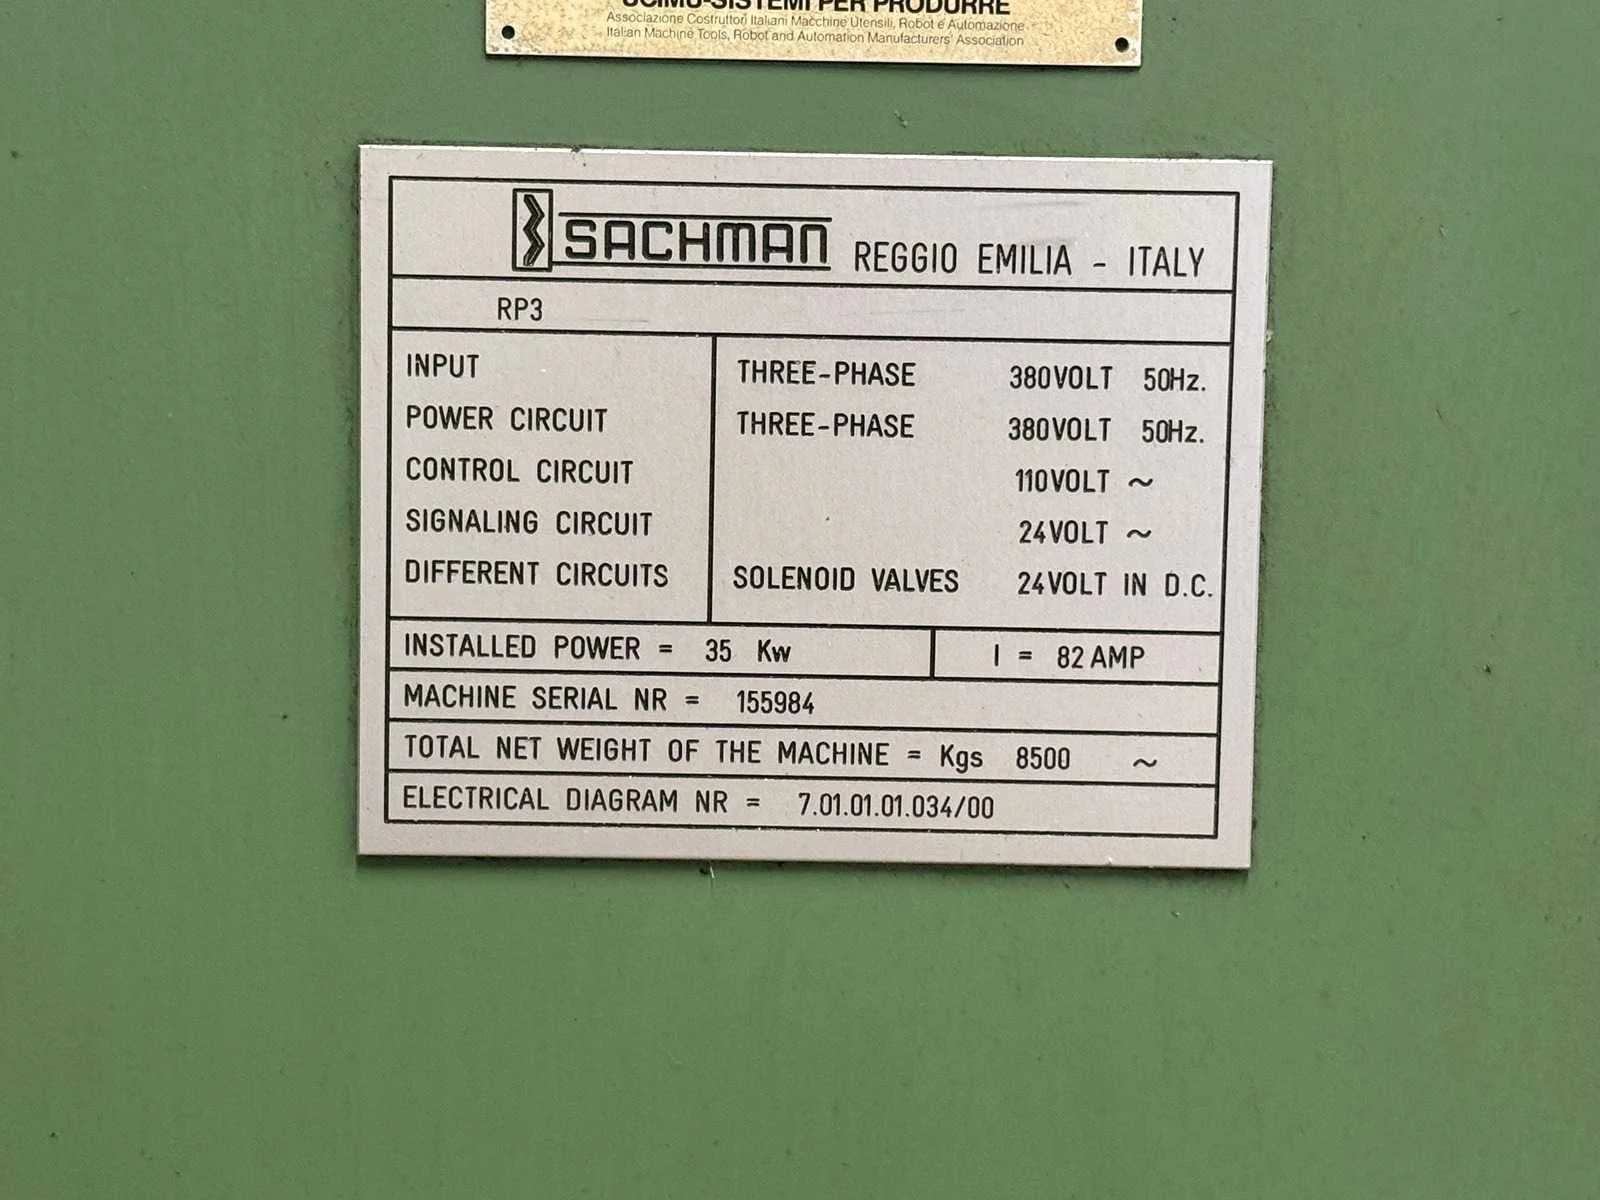 UCIMU-SISTEMI PER PRODURRE
Associazione Costruttori Italiani Macchine Utensili, Robot e Automazione
Italian Machine Tools, Robot and Automation Manufacturers' Association
SACHMAN REGGIO EMILIA - ITALY
RP3
INPUT THREE-PHASE 380VOLT 50Hz.
POWER CIRCUIT THREE-PHASE 380VOLT 50Hz.
CONTROL CIRCUIT 110VOLT ~
SIGNALING CIRCUIT 24VOLT ~
DIFFERENT CIRCUITS SOLENOID VALVES 24VOLT IN D.C.
INSTALLED POWER = 35 Kw I = 82 AMP
MACHINE SERIAL NR = 155984
TOTAL NET WEIGHT OF THE MACHINE = Kgs 8500 ~
ELECTRICAL DIAGRAM NR = 7.01.01.01.034/00